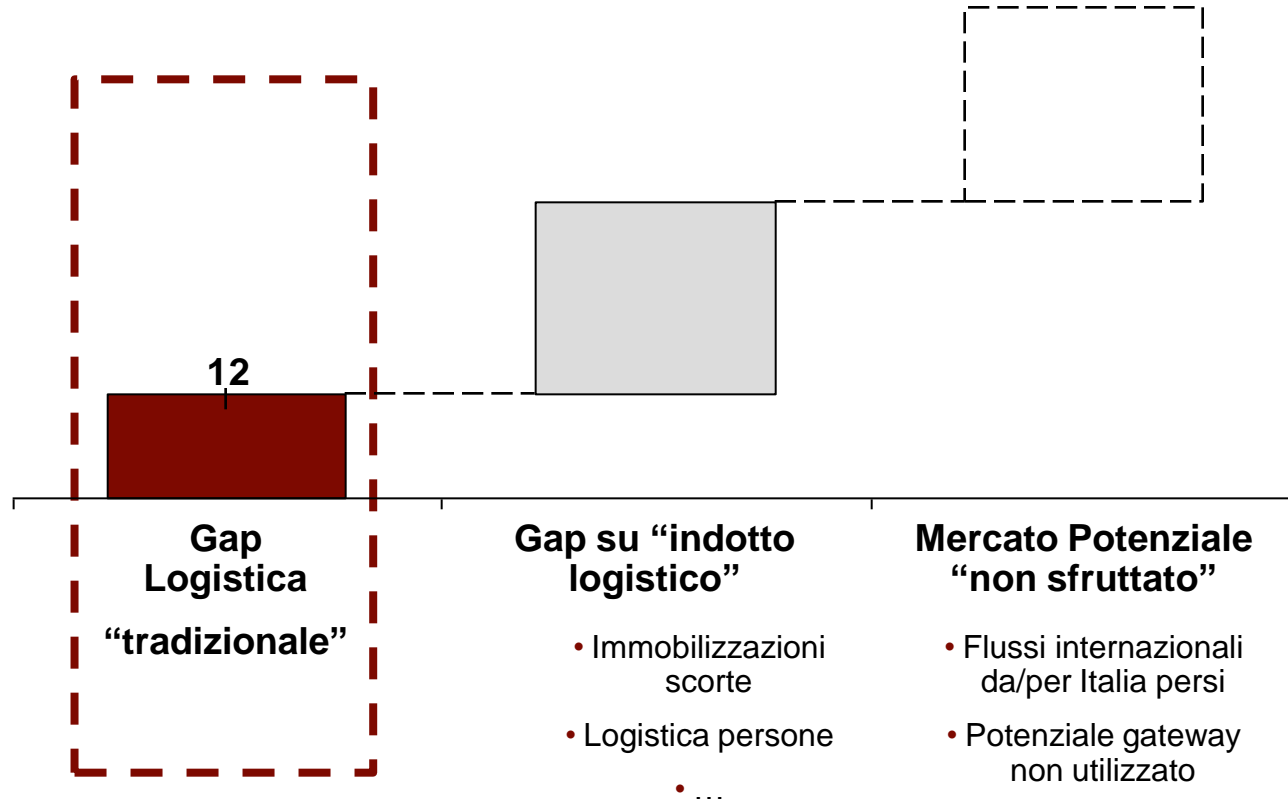 12
Gap
Logistica
“tradizionale”
Gap su “indotto
logistico”
• Immobilizzazioni
scorte
• Logistica persone
• ...
Mercato Potenziale
“non sfruttato”
• Flussi internazionali
da/per Italia persi
• Potenziale gateway
non utilizzato